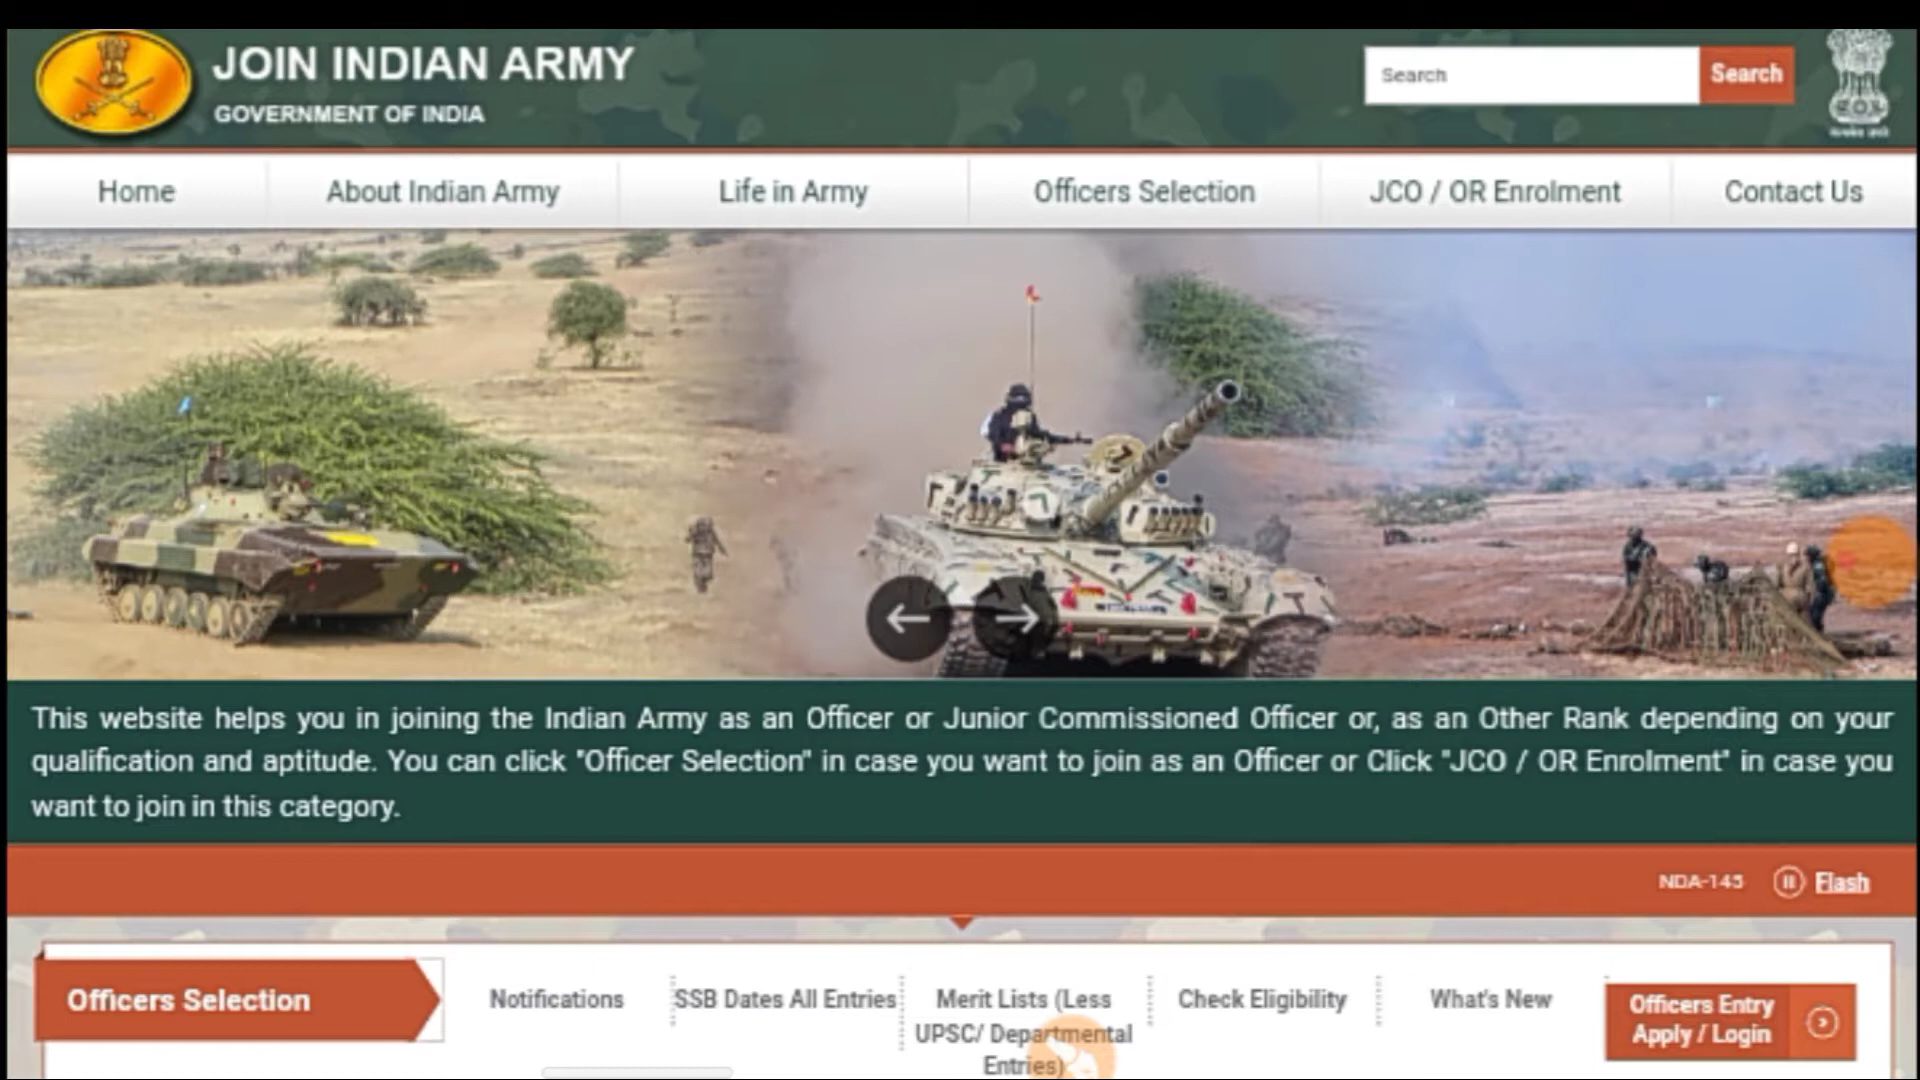 JOIN INDIAN ARMY
GOVERNMENT OF INDIA
Search
Search
Home
About Indian Army
Life in Army
Officers Selection
JCO / OR Enrolment
Contact Us
This website helps you in joining the Indian Army as an Officer or Junior Commissioned Officer or, as an Other Rank depending on your
qualification and aptitude. You can click "Officer Selection" in case you want to join as an Officer or Click "JCO / OR Enrolment" in case you
want to join in this category.
NDA-145
Flash
Officers Selection
Notifications
SSB Dates All Entries
Merit Lists (Less
UPSC/ Departmental
Entries)
Check Eligibility
What's New
Officers Entry
Apply / Login